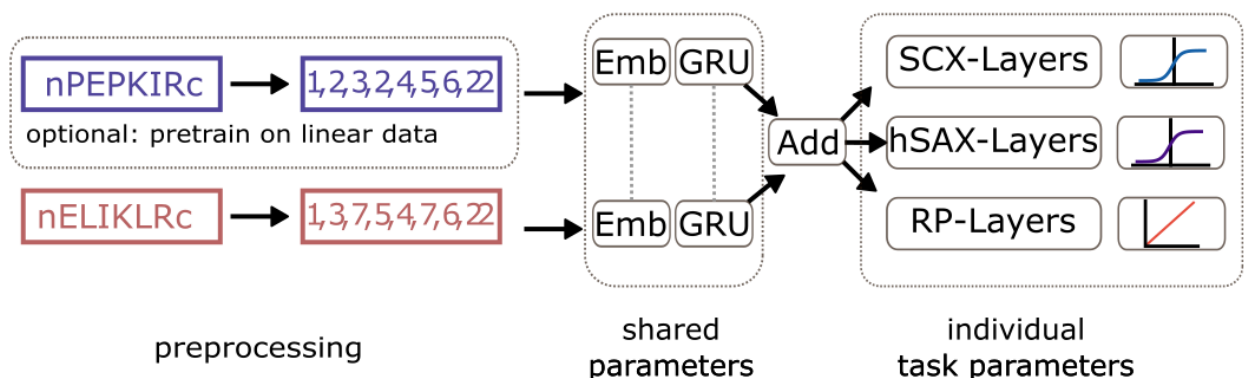 nPEPKIRc
1,2,3,2,4,5,6,22
optional: pretrain on linear data
nELIKLRc
1,3,7,5,4,7,6,22
preprocessing
Emb GRU
Emb GRU
shared
parameters
Add
SCX-Layers
hSAX-Layers
RP-Layers
individual
task parameters